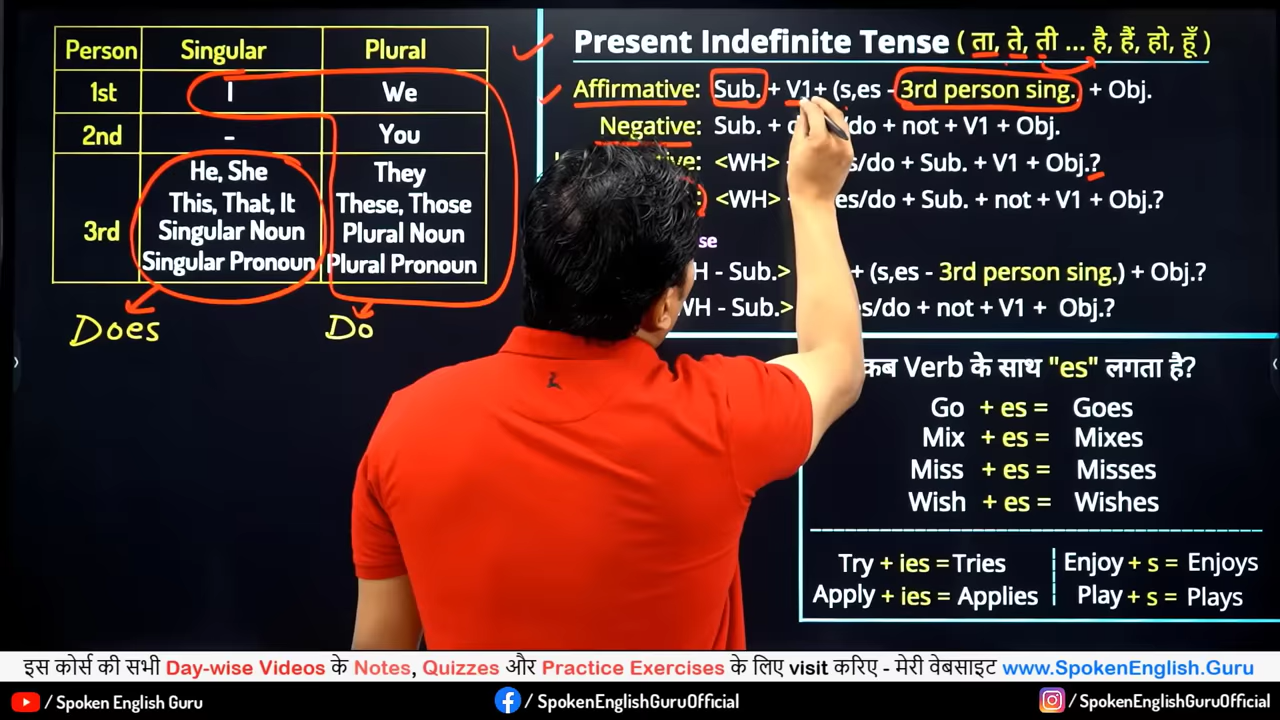 Person Singular Plural
1st I We
2nd - You
3rd
He, She
This, That, It
Singular Noun
Singular Pronoun
They
These, Those
Plural Noun
Plural Pronoun
Does Do
Present Indefinite Tense ( ता, ते, ती ... है, हैं, हो, हूँ )
Affirmative: Sub. + V1+ (s,es - 3rd person sing.) + Obj.
Negative: Sub. + /do + not + V1 + Obj.
<WH> /do + Sub. + V1 + Obj.?
<WH> /do + Sub. + not + V1 + Obj.?
- Sub.> + (s,es - 3rd person sing.) + Obj.?
WH - Sub.> /do + not + V1 + Obj.?
कब Verb के साथ "es" लगता है?
Go + es = Goes
Mix + es = Mixes
Miss + es = Misses
Wish + es = Wishes
Try + ies = Tries
Apply + ies = Applies
Enjoy + s = Enjoys
Play + s = Plays
इस कोर्स की सभी Day-wise Videos के Notes, Quizzes और Practice Exercises के लिए visit करिए - मेरी वेबसाइट www.SpokenEnglish.Guru
/ Spoken English Guru
/ SpokenEnglishGuruOfficial
/ SpokenEnglishGuruOfficial